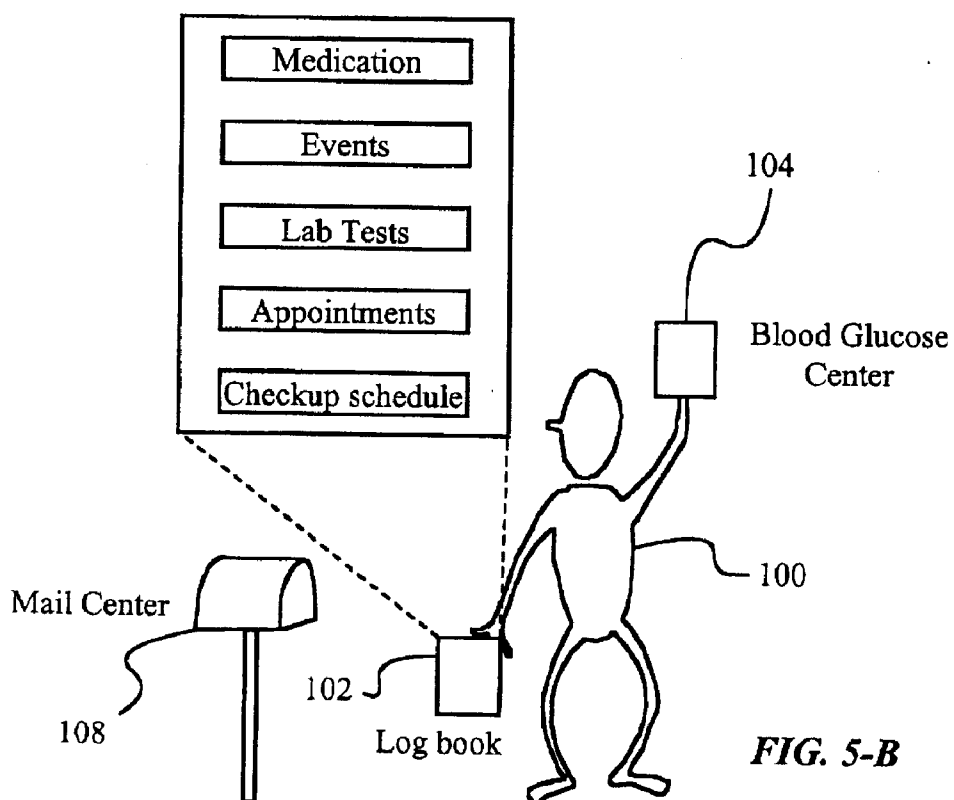 Medication
Events
Lab Tests
Appointments
Checkup schedule
104
Blood Glucose
Center
100
Mail Center
102
108
Log book
FIG. 5-B